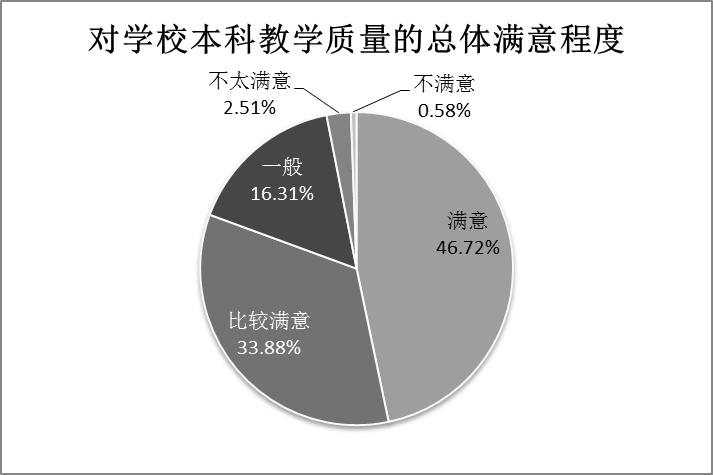 对学校本科教学质量的总体满意程度
不太满意
2.51%
不满意
0.58%
一般
16.31%
满意
46.72%
比较满意
33.88%